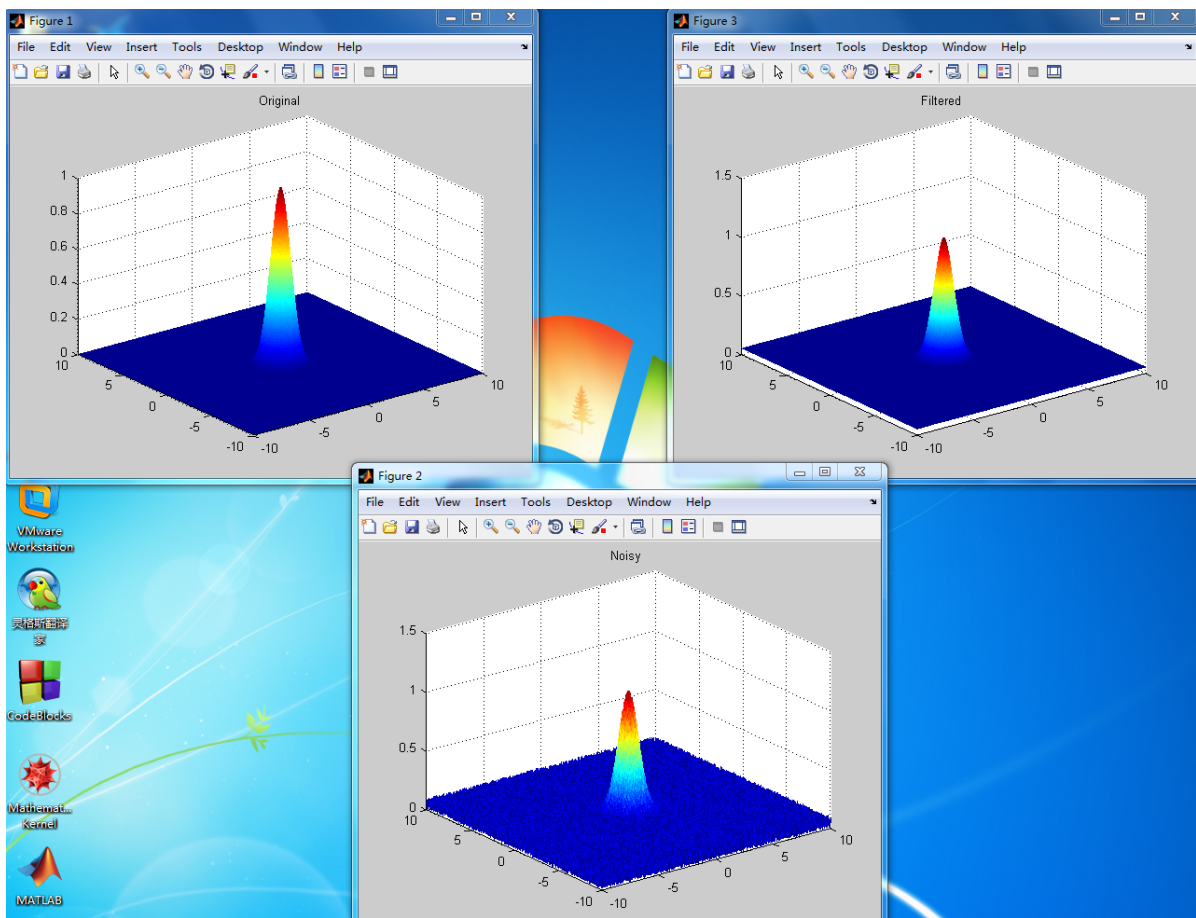 Figure 1
File Edit View Insert Tools Desktop Window Help
Original
1
0.8
0.6
0.4
0.2
0
10
5
0
-5
-10
-10
-5
0
5
10
Figure 3
File Edit View Insert Tools Desktop Window Help
Filtered
1.5
1
0.5
0
10
5
0
-5
-10
-10
-5
0
5
10
Figure 2
File Edit View Insert Tools Desktop Window Help
Noisy
1.5
1
0.5
0
10
5
0
-5
-10
-10
-5
0
5
10
VMware
Workstation
灵格斯翻译
家
CodeBlocks
Mathemat...
Kernel
MATLAB